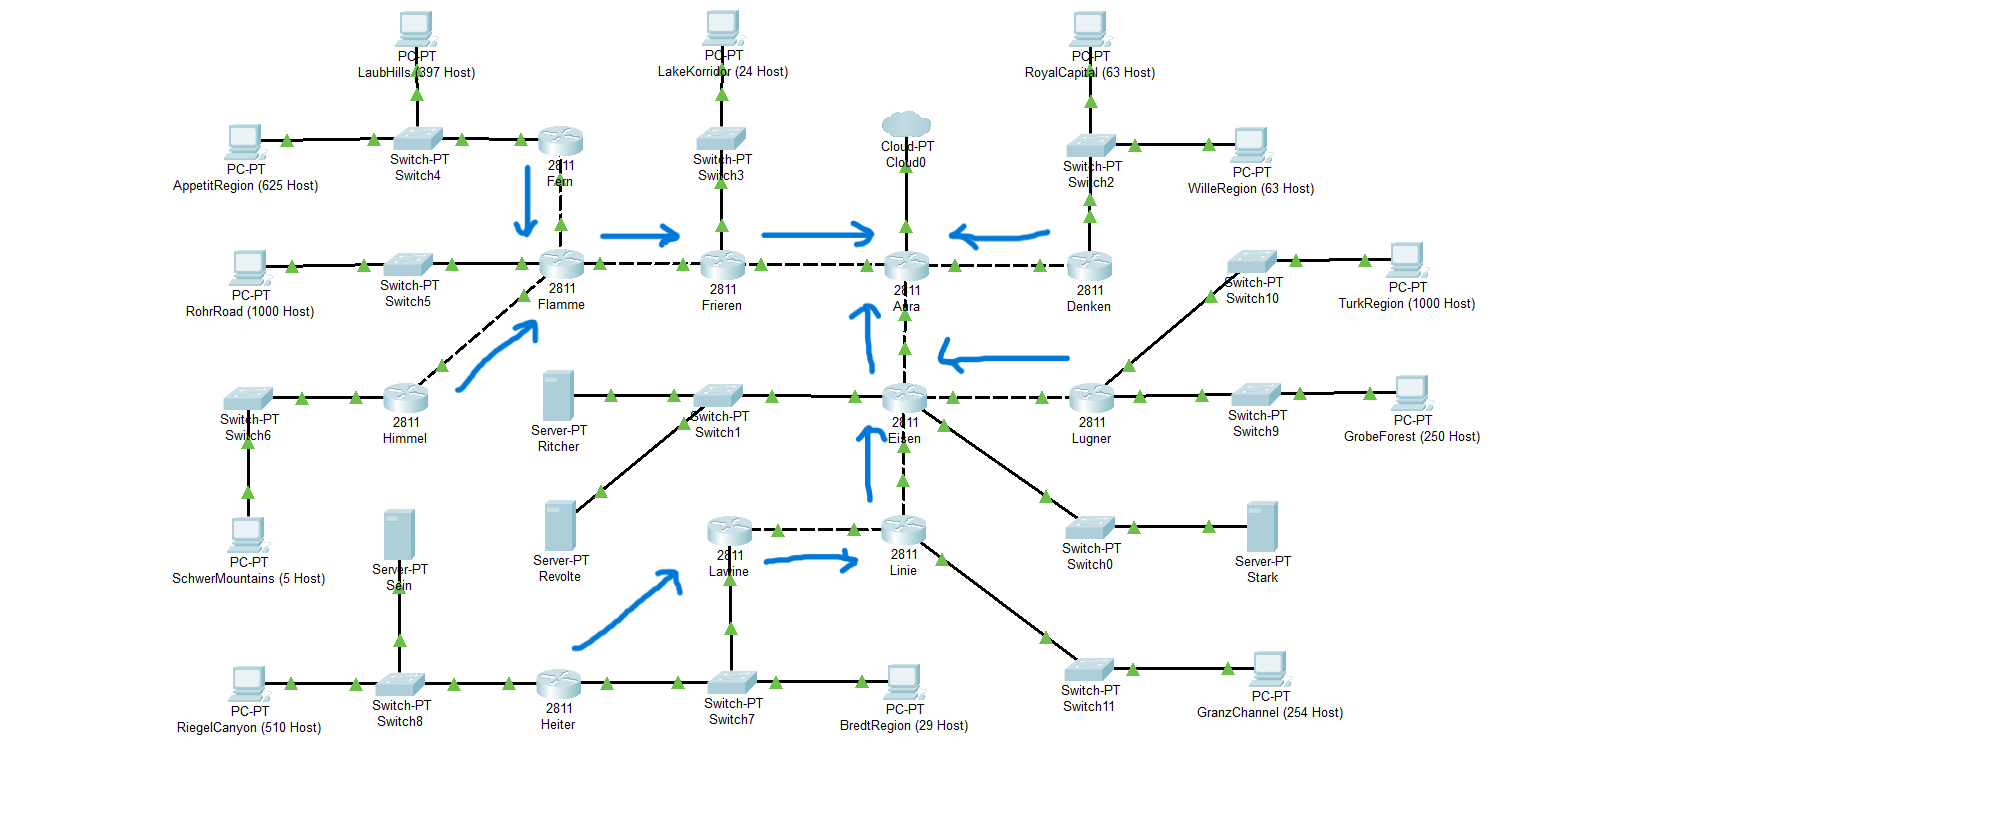 PC-PT
LaubHills (397 Host)
PC-PT
LakeKorridor (24 Host)
PC-PT
RoyalCapital (63 Host)
PC-PT
AppetitRegion (625 Host)
Switch-PT
Switch4
2811
Fern
Switch-PT
Switch3
Cloud-PT
Cloud0
Switch-PT
Switch2
PC-PT
WilleRegion (63 Host)
PC-PT
RohrRoad (1000 Host)
Switch-PT
Switch5
2811
Flamme
2811
Frieren
2811
Aura
2811
Denken
Switch-PT
Switch10
PC-PT
TurkRegion (1000 Host)
Switch-PT
Switch6
2811
Himmel
Server-PT
Ritcher
Switch-PT
Switch1
2811
Eisen
2811
Lugner
Switch-PT
Switch9
PC-PT
GrobeForest (250 Host)
PC-PT
SchwerMountains (5 Host)
Server-PT
Sein
Server-PT
Revolte
2811
Lawine
2811
Linie
Switch-PT
Switch0
Server-PT
Stark
PC-PT
RiegelCanyon (510 Host)
Switch-PT
Switch8
2811
Heiter
Switch-PT
Switch7
PC-PT
BredtRegion (29 Host)
Switch-PT
Switch11
PC-PT
GranzChannel (254 Host)